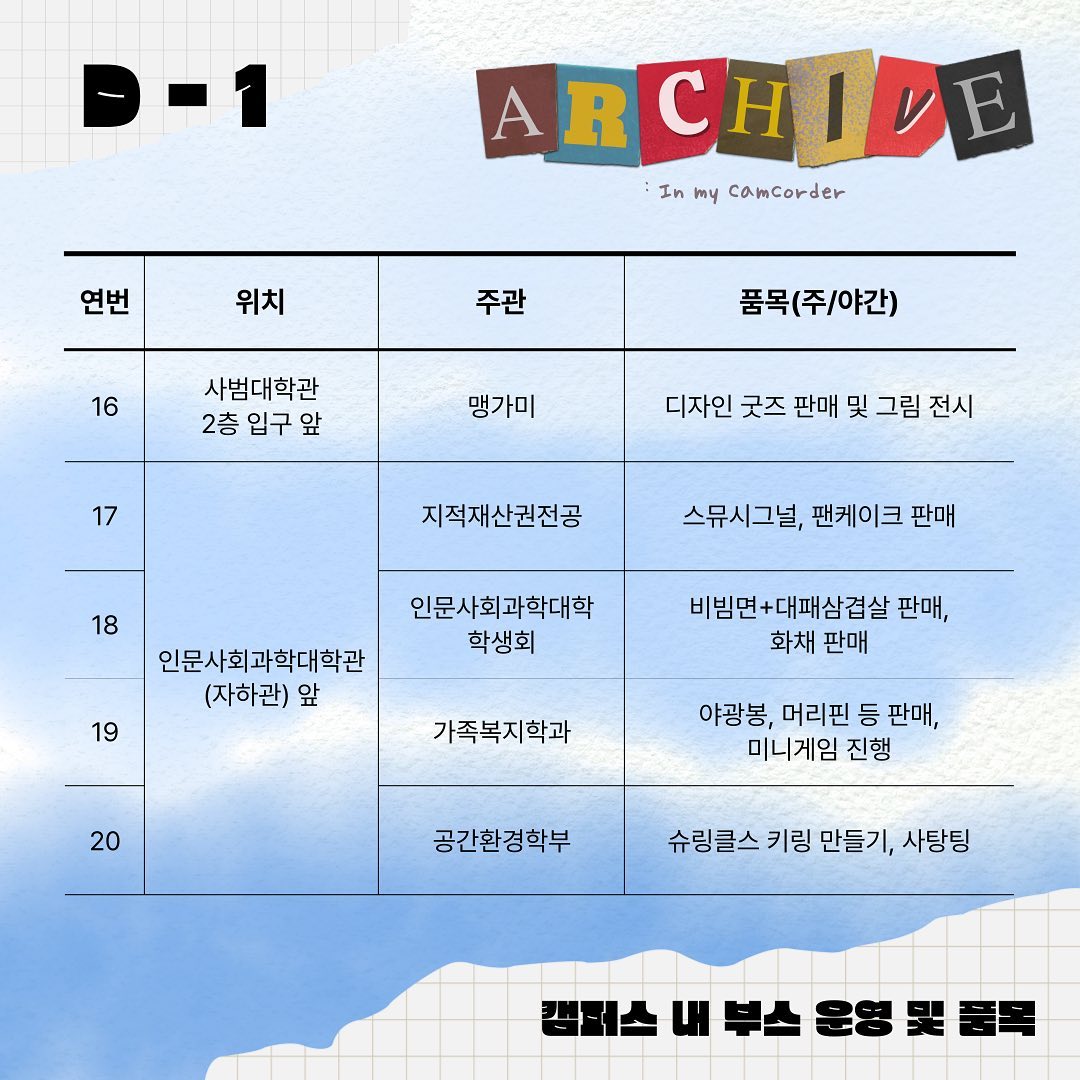 D-1
ARCHIVE
: In my camcorder
연번 위치 주관 품목(주/야간)
16 사범대학관 2층 입구 앞 맹가미 디자인 굿즈 판매 및 그림 전시
인문사회과학대학관
(자하관) 앞
17 지적재산권전공 스뮤시그널, 팬케이크 판매
18 인문사회과학대학 학생회 비빔면+대패삼겹살 판매, 화채 판매
19 가족복지학과 야광봉, 머리핀 등 판매, 미니게임 진행
20 공간환경학부 슈링클스 키링 만들기, 사탕팅
캠퍼스 내 부스 운영 및 품목